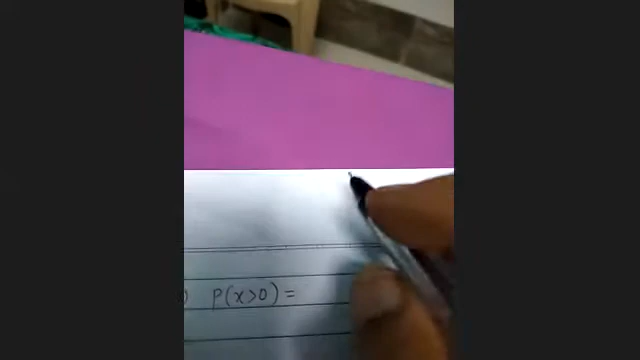 ) P(x>0) =